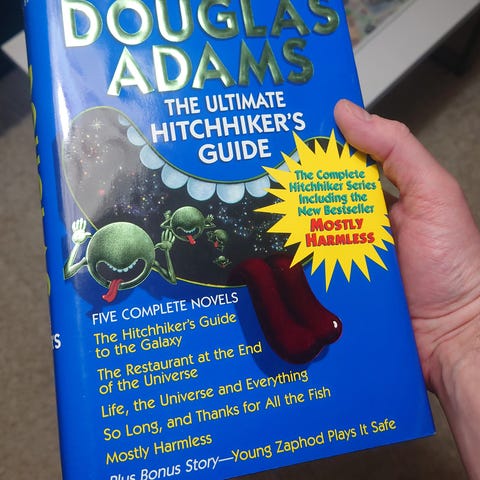 DOUGLAS
ADAMS
THE ULTIMATE
HITCHHIKER'S
GUIDE
The Complete
Hitchhiker Series
Including the
New Bestseller
MOSTLY
HARMLESS
FIVE COMPLETE NOVELS
The Hitchhiker's Guide
to the Galaxy
The Restaurant at the End
of the Universe
Life, the Universe and Everything
So Long, and Thanks for All the Fish
Mostly Harmless
Plus Bonus Story—Young Zaphod Plays It Safe